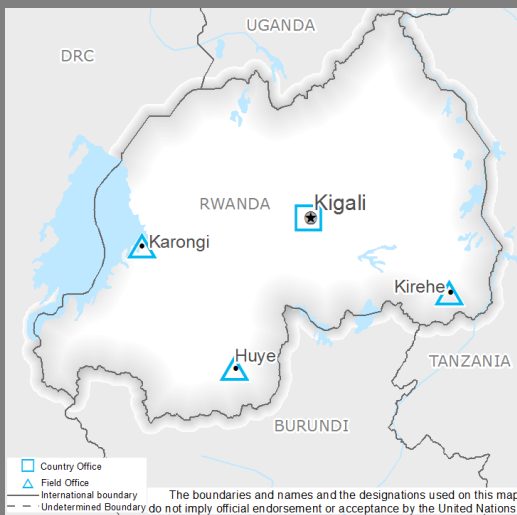 UGANDA
DRC
RWANDA
Kigali
Karongi
Kirehe
Huye
TANZANIA
BURUNDI
Country Office
Field Office
International boundary
Undetermined Boundary
The boundaries and names and the designations used on this map
do not imply official endorsement or acceptance by the United Nations